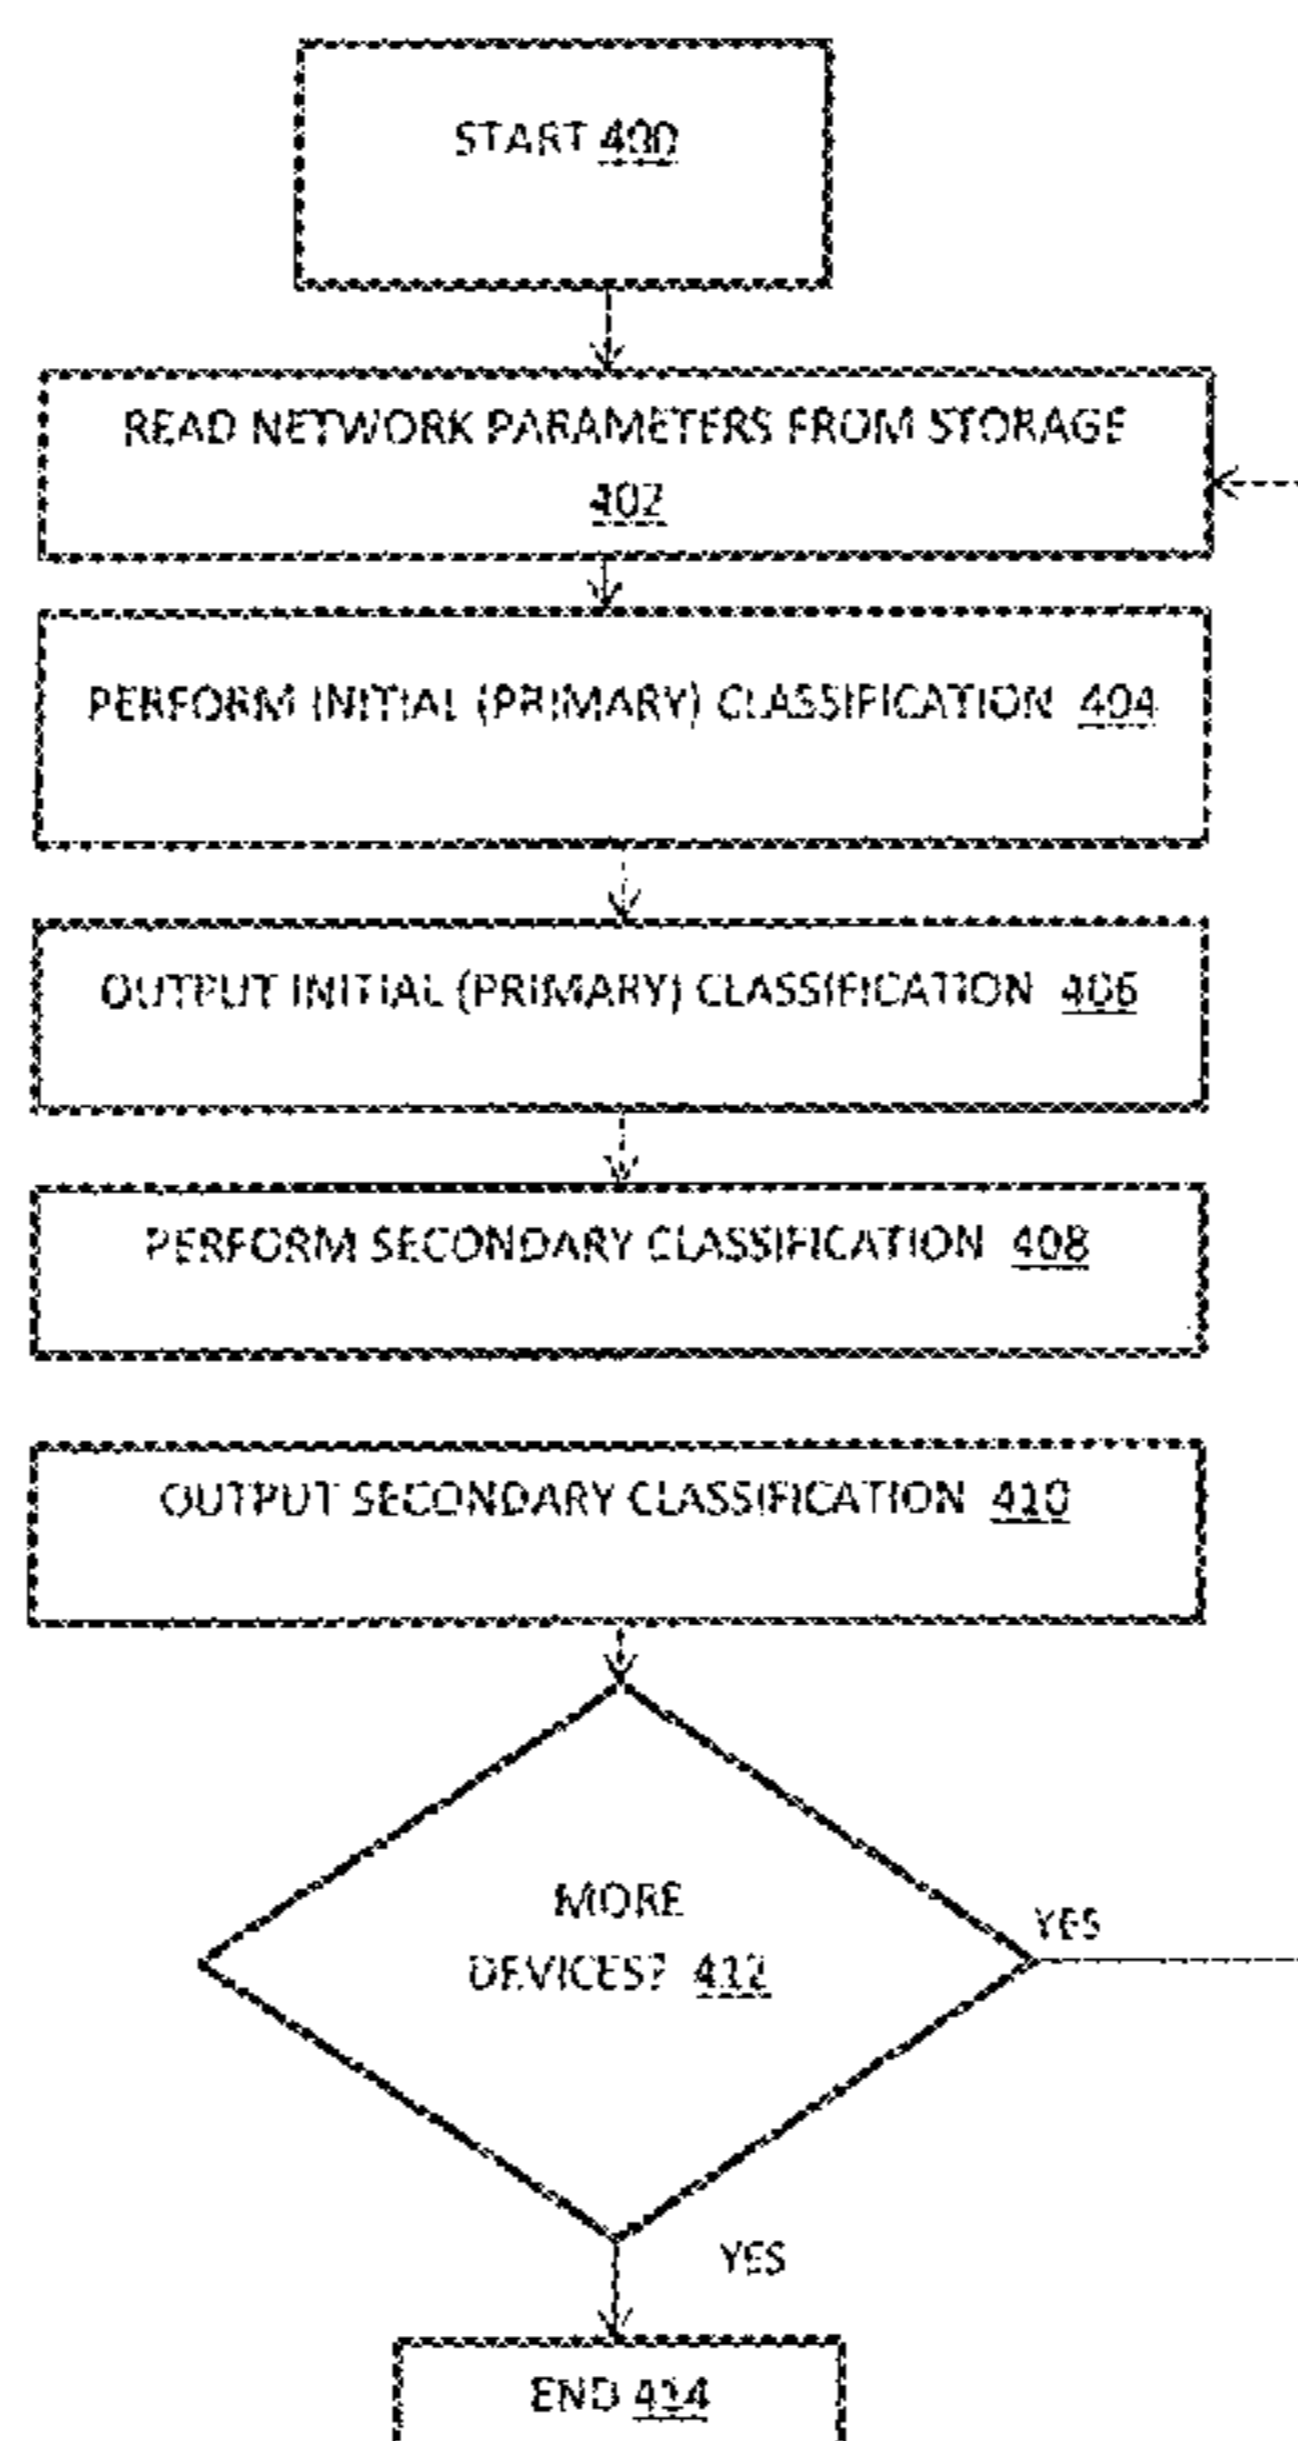 START 400
READ NETWORK PARAMETERS FROM STORAGE
402
PERFORM INITIAL (PRIMARY) CLASSIFICATION 404
OUTPUT INITIAL (PRIMARY) CLASSIFICATION 406
PERFORM SECONDARY CLASSIFICATION 408
OUTPUT SECONDARY CLASSIFICATION 410
MORE
DEVICES? 412
YES
YES
END 414